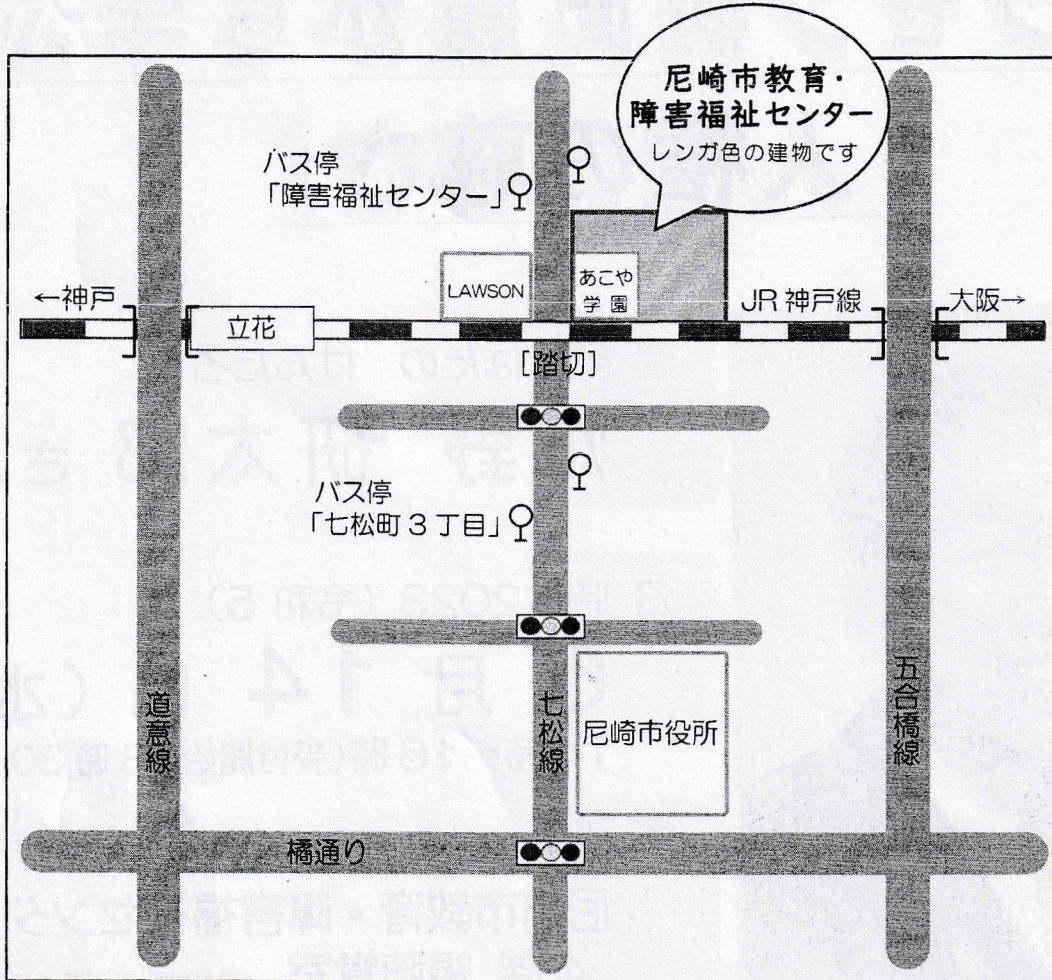 尼崎市教育・
障害福祉センター
レンガ色の建物です
バス停
「障害福祉センター」
LAWSON
あこや
学園
←神戸
立花
JR神戸線
大阪→
[踏切]
バス停
「七松町3丁目」
道意線
七松線
五合橋線
尼崎市役所
橘通り